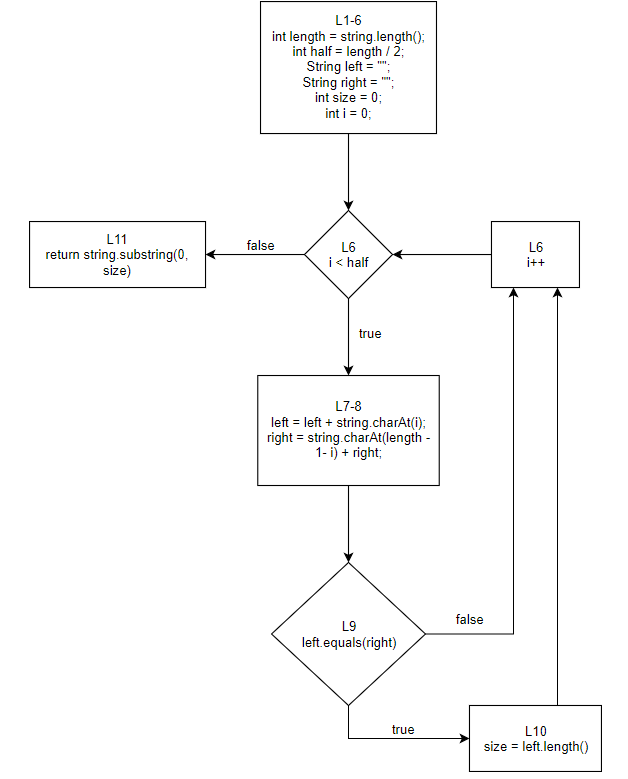 L1-6
int length = string.length();
int half = length / 2;
String left = "";
String right = "";
int size = 0;
int i = 0;
L11
return string.substring(0,
size)
false
L6
i < half
L6
i++
true
L7-8
left = left + string.charAt(i);
right = string.charAt(length -
1- i) + right;
L9
left.equals(right)
false
true
L10
size = left.length()